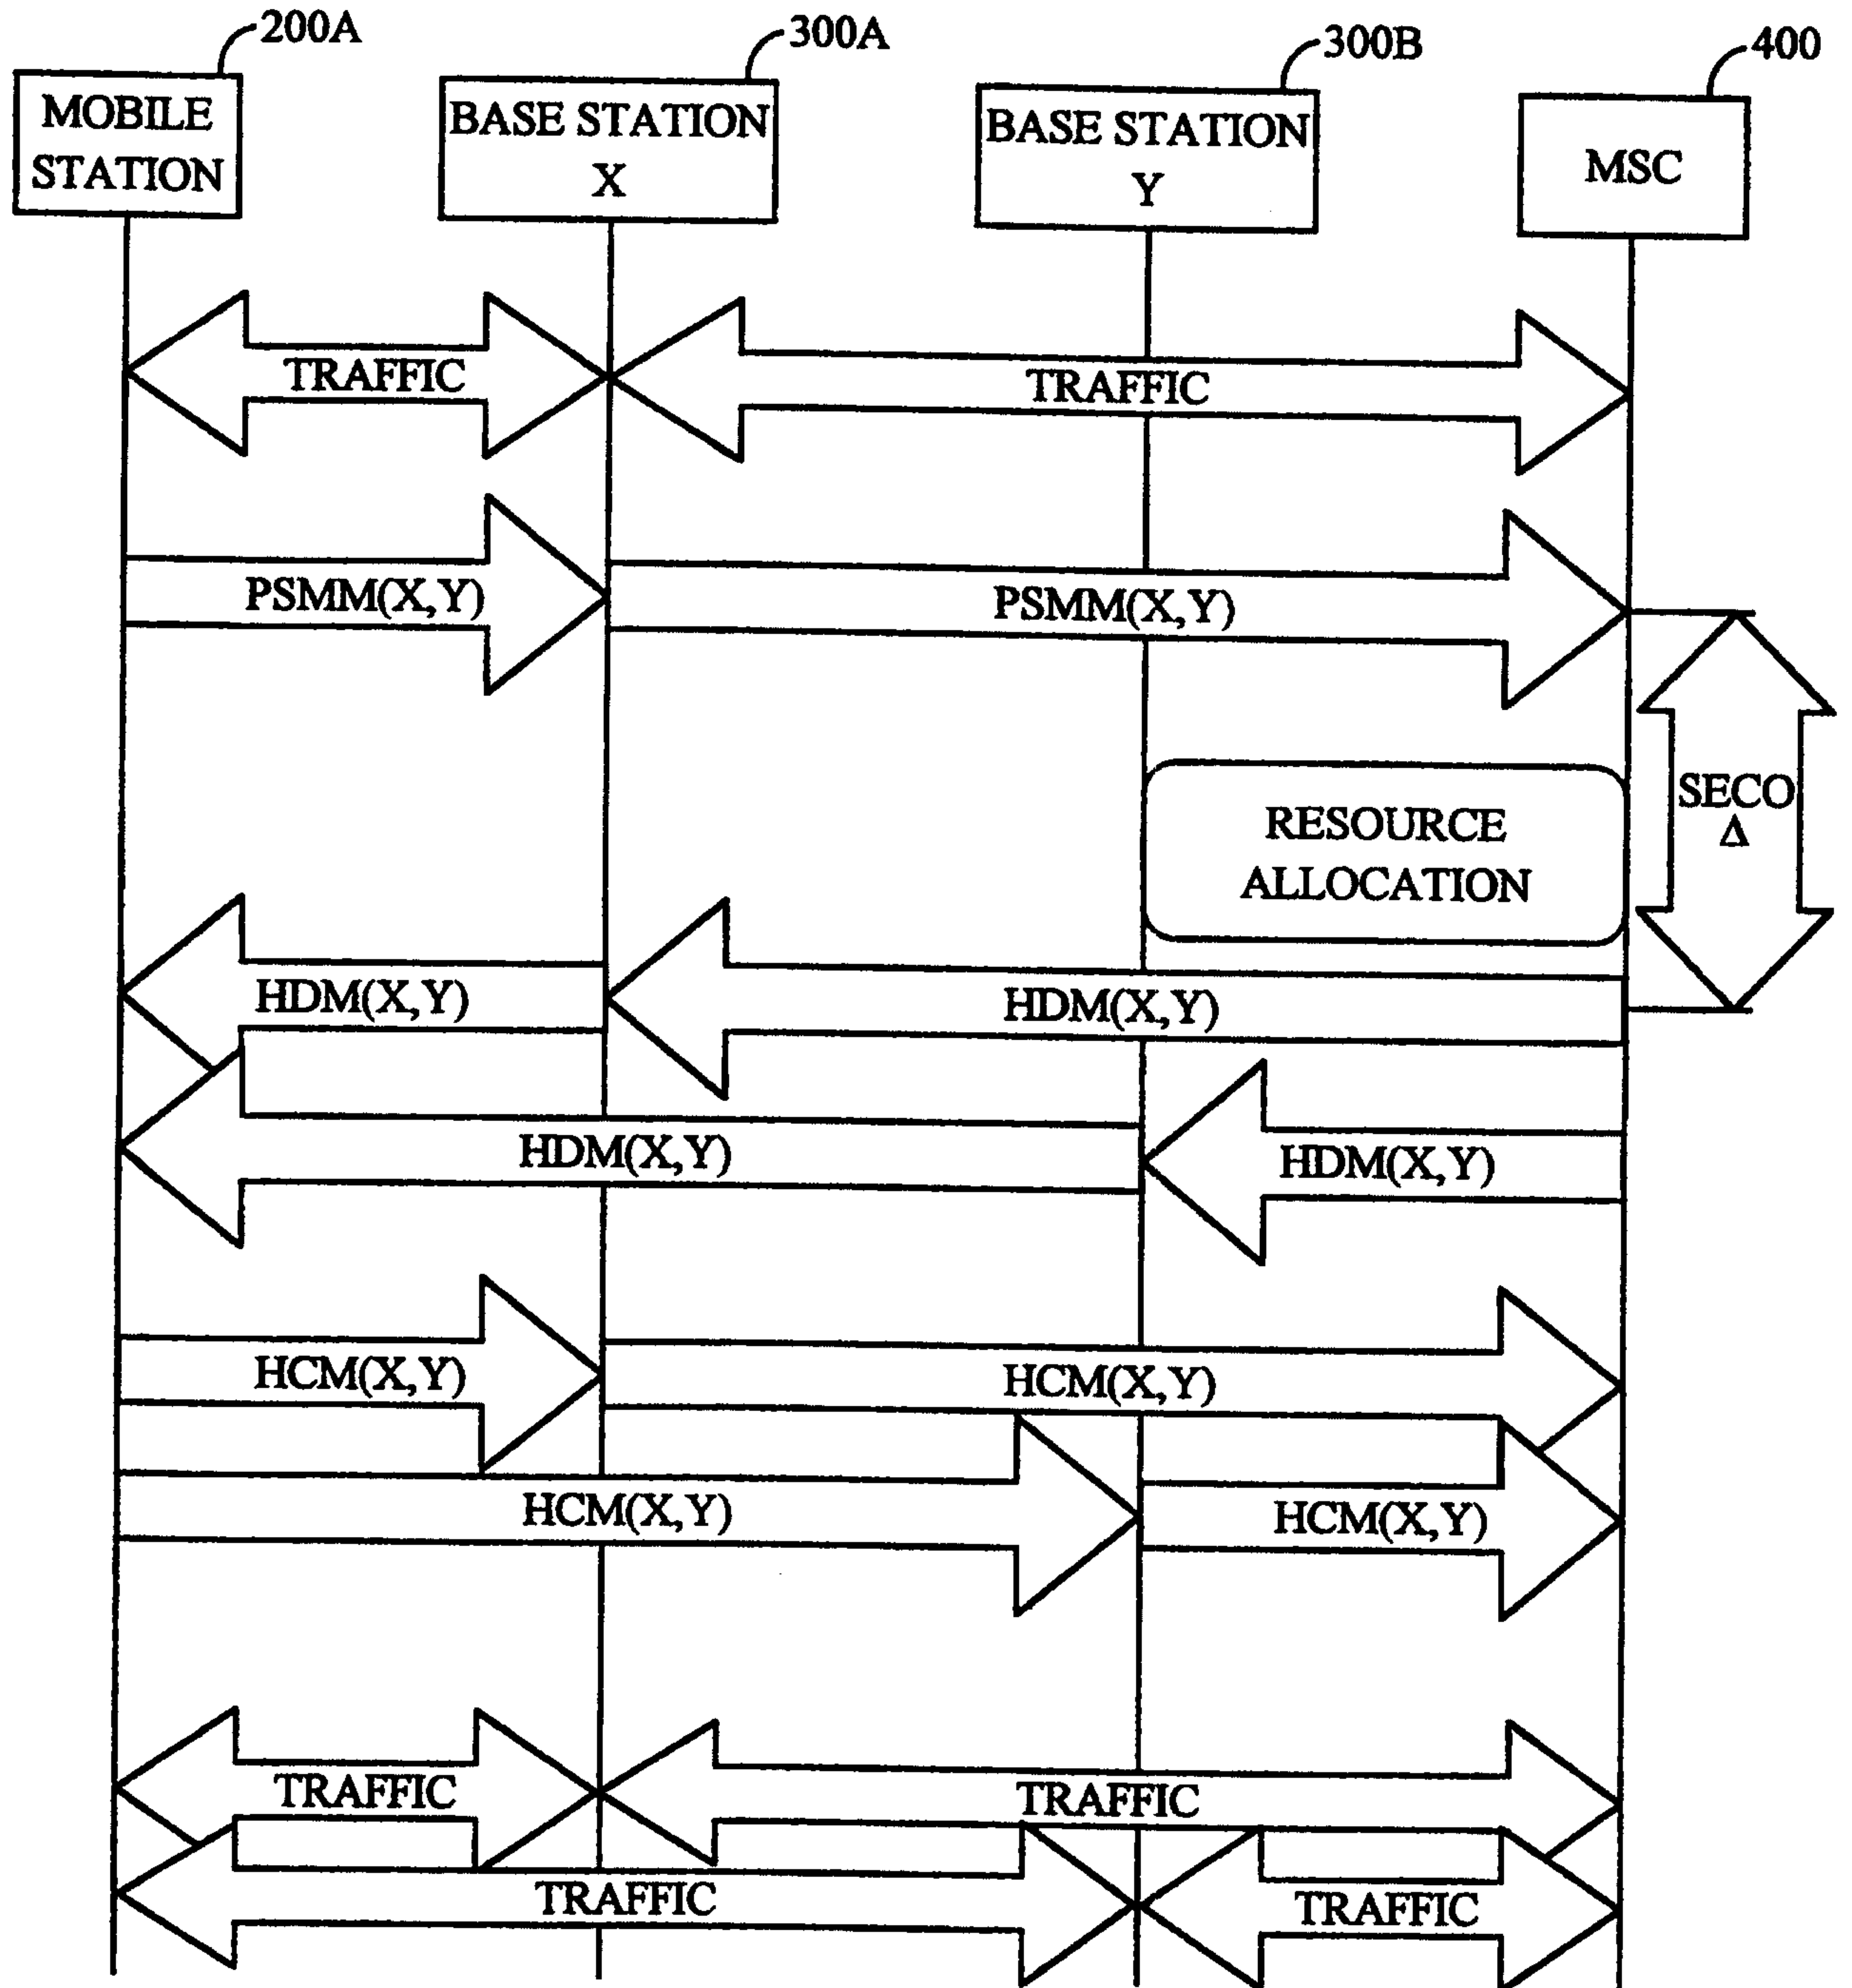 200A
300A
300B
400
MOBILE
STATION
BASE STATION
X
BASE STATION
Y
MSC
TRAFFIC
TRAFFIC
PSMM(X,Y)
PSMM(X,Y)
RESOURCE
ALLOCATION
SECO
Δ
HDM(X,Y)
HDM(X,Y)
HDM(X,Y)
HDM(X,Y)
HCM(X,Y)
HCM(X,Y)
HCM(X,Y)
HCM(X,Y)
TRAFFIC
TRAFFIC
TRAFFIC
TRAFFIC